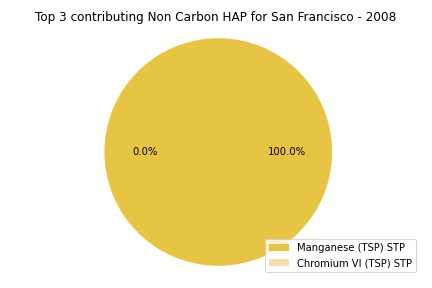 Top 3 contributing Non Carbon HAP for San Francisco - 2008
0.0% 100.0%
Manganese (TSP) STP
Chromium VI (TSP) STP